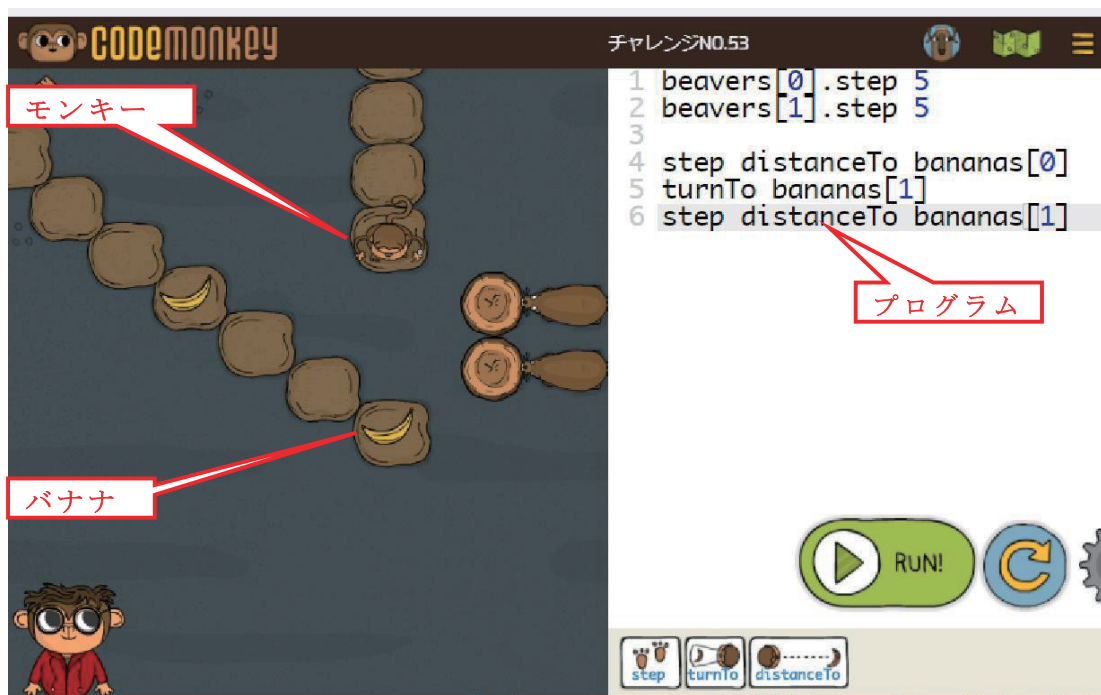 CODEMONKEY
チャレンジNO.53
モンキー
1 beavers[0].step 5
2 beavers[1].step 5
3
4 step distanceTo bananas[0]
5 turnTo bananas[1]
6 step distanceTo bananas[1]
プログラム
バナナ
RUN!
step turnTo distanceTo